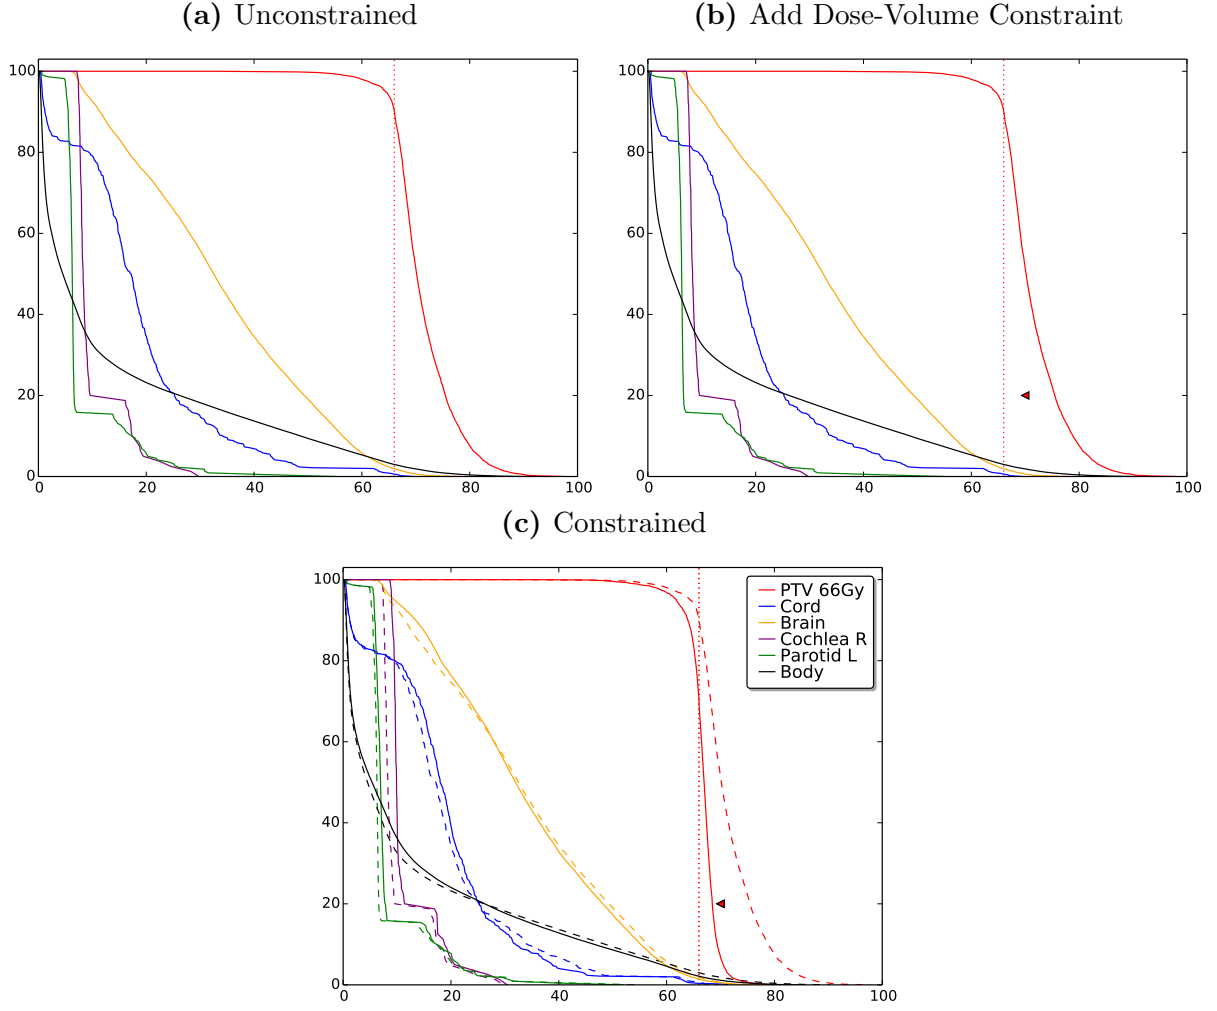 (a) Unconstrained
100
80
60
40
20
0
0 20 40 60 80 100
(b) Add Dose-Volume Constraint
100
80
60
40
20
0
0 20 40 60 80 100
(c) Constrained
100
80
60
40
20
0
0 20 40 60 80 100
PTV 66Gy
Cord
Brain
Cochlea R
Parotid L
Body